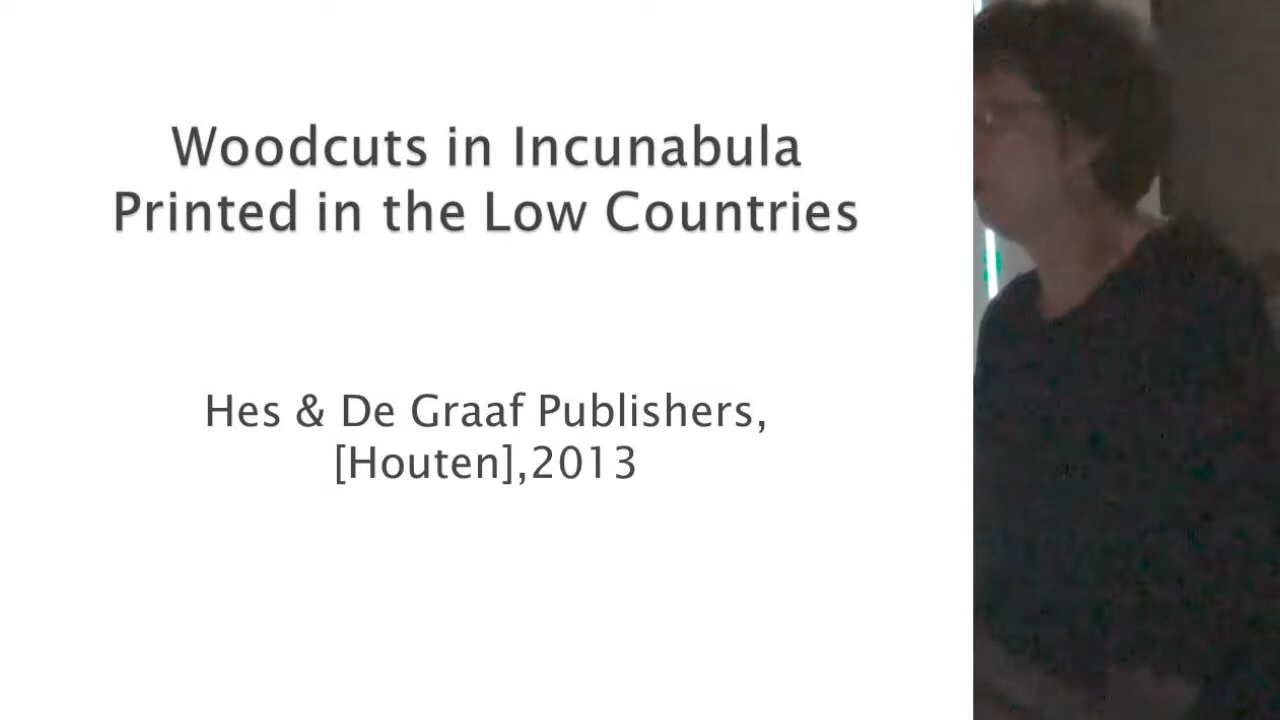 Woodcuts in Incunabula
Printed in the Low Countries
Hes & De Graaf Publishers,
[Houten],2013